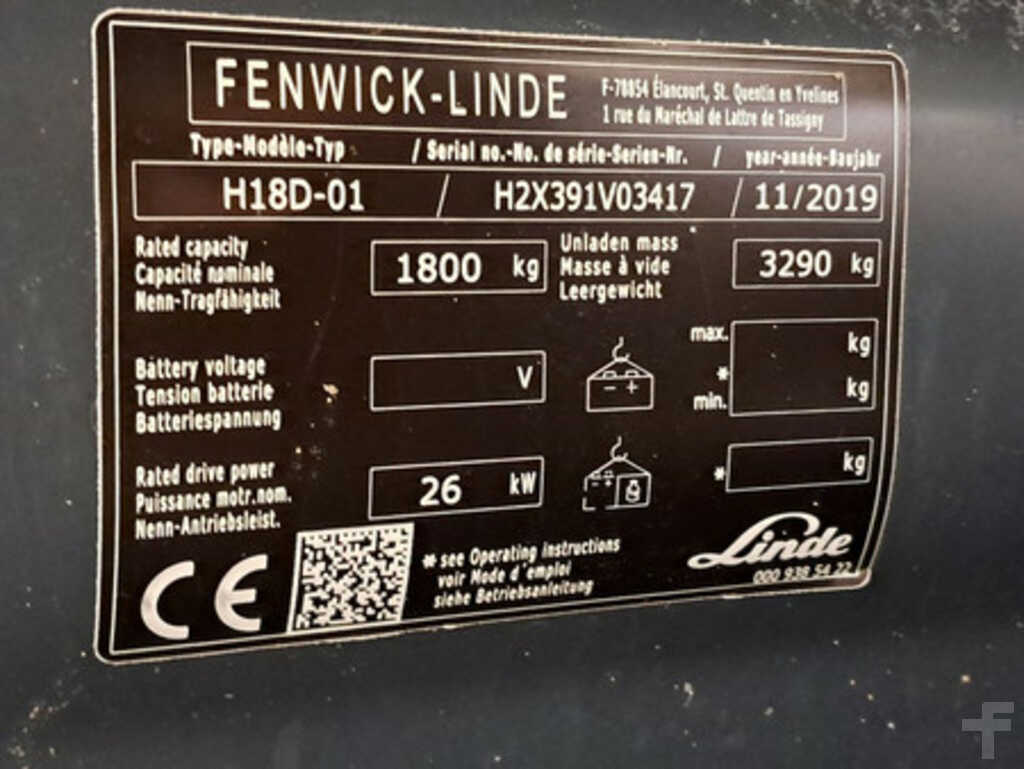 FENWICK-LINDE
F-78854 Élancourt, St. Quentin en Yvelines
1 rue du Maréchal de Lattre de Tassigny
Type-Modèle-Typ / Serial no.-No. de série-Serien-Nr. / year-année-Baujahr
H18D-01 / H2X391V03417 / 11/2019
Rated capacity
Capacité nominale
Nenn-Tragfähigkeit
1800 kg
Unladen mass
Masse à vide
Leergewicht
3290 kg
Battery voltage
Tension batterie
Batteriespannung
V
- +
max. kg
*
min. kg
Rated drive power
Puissance motr.nom.
Nenn-Antriebsleist.
26 kW
- +
* kg
CE
* see Operating instructions
voir Mode d'emploi
siehe Betriebsanleitung
Linde
000 938 54 22